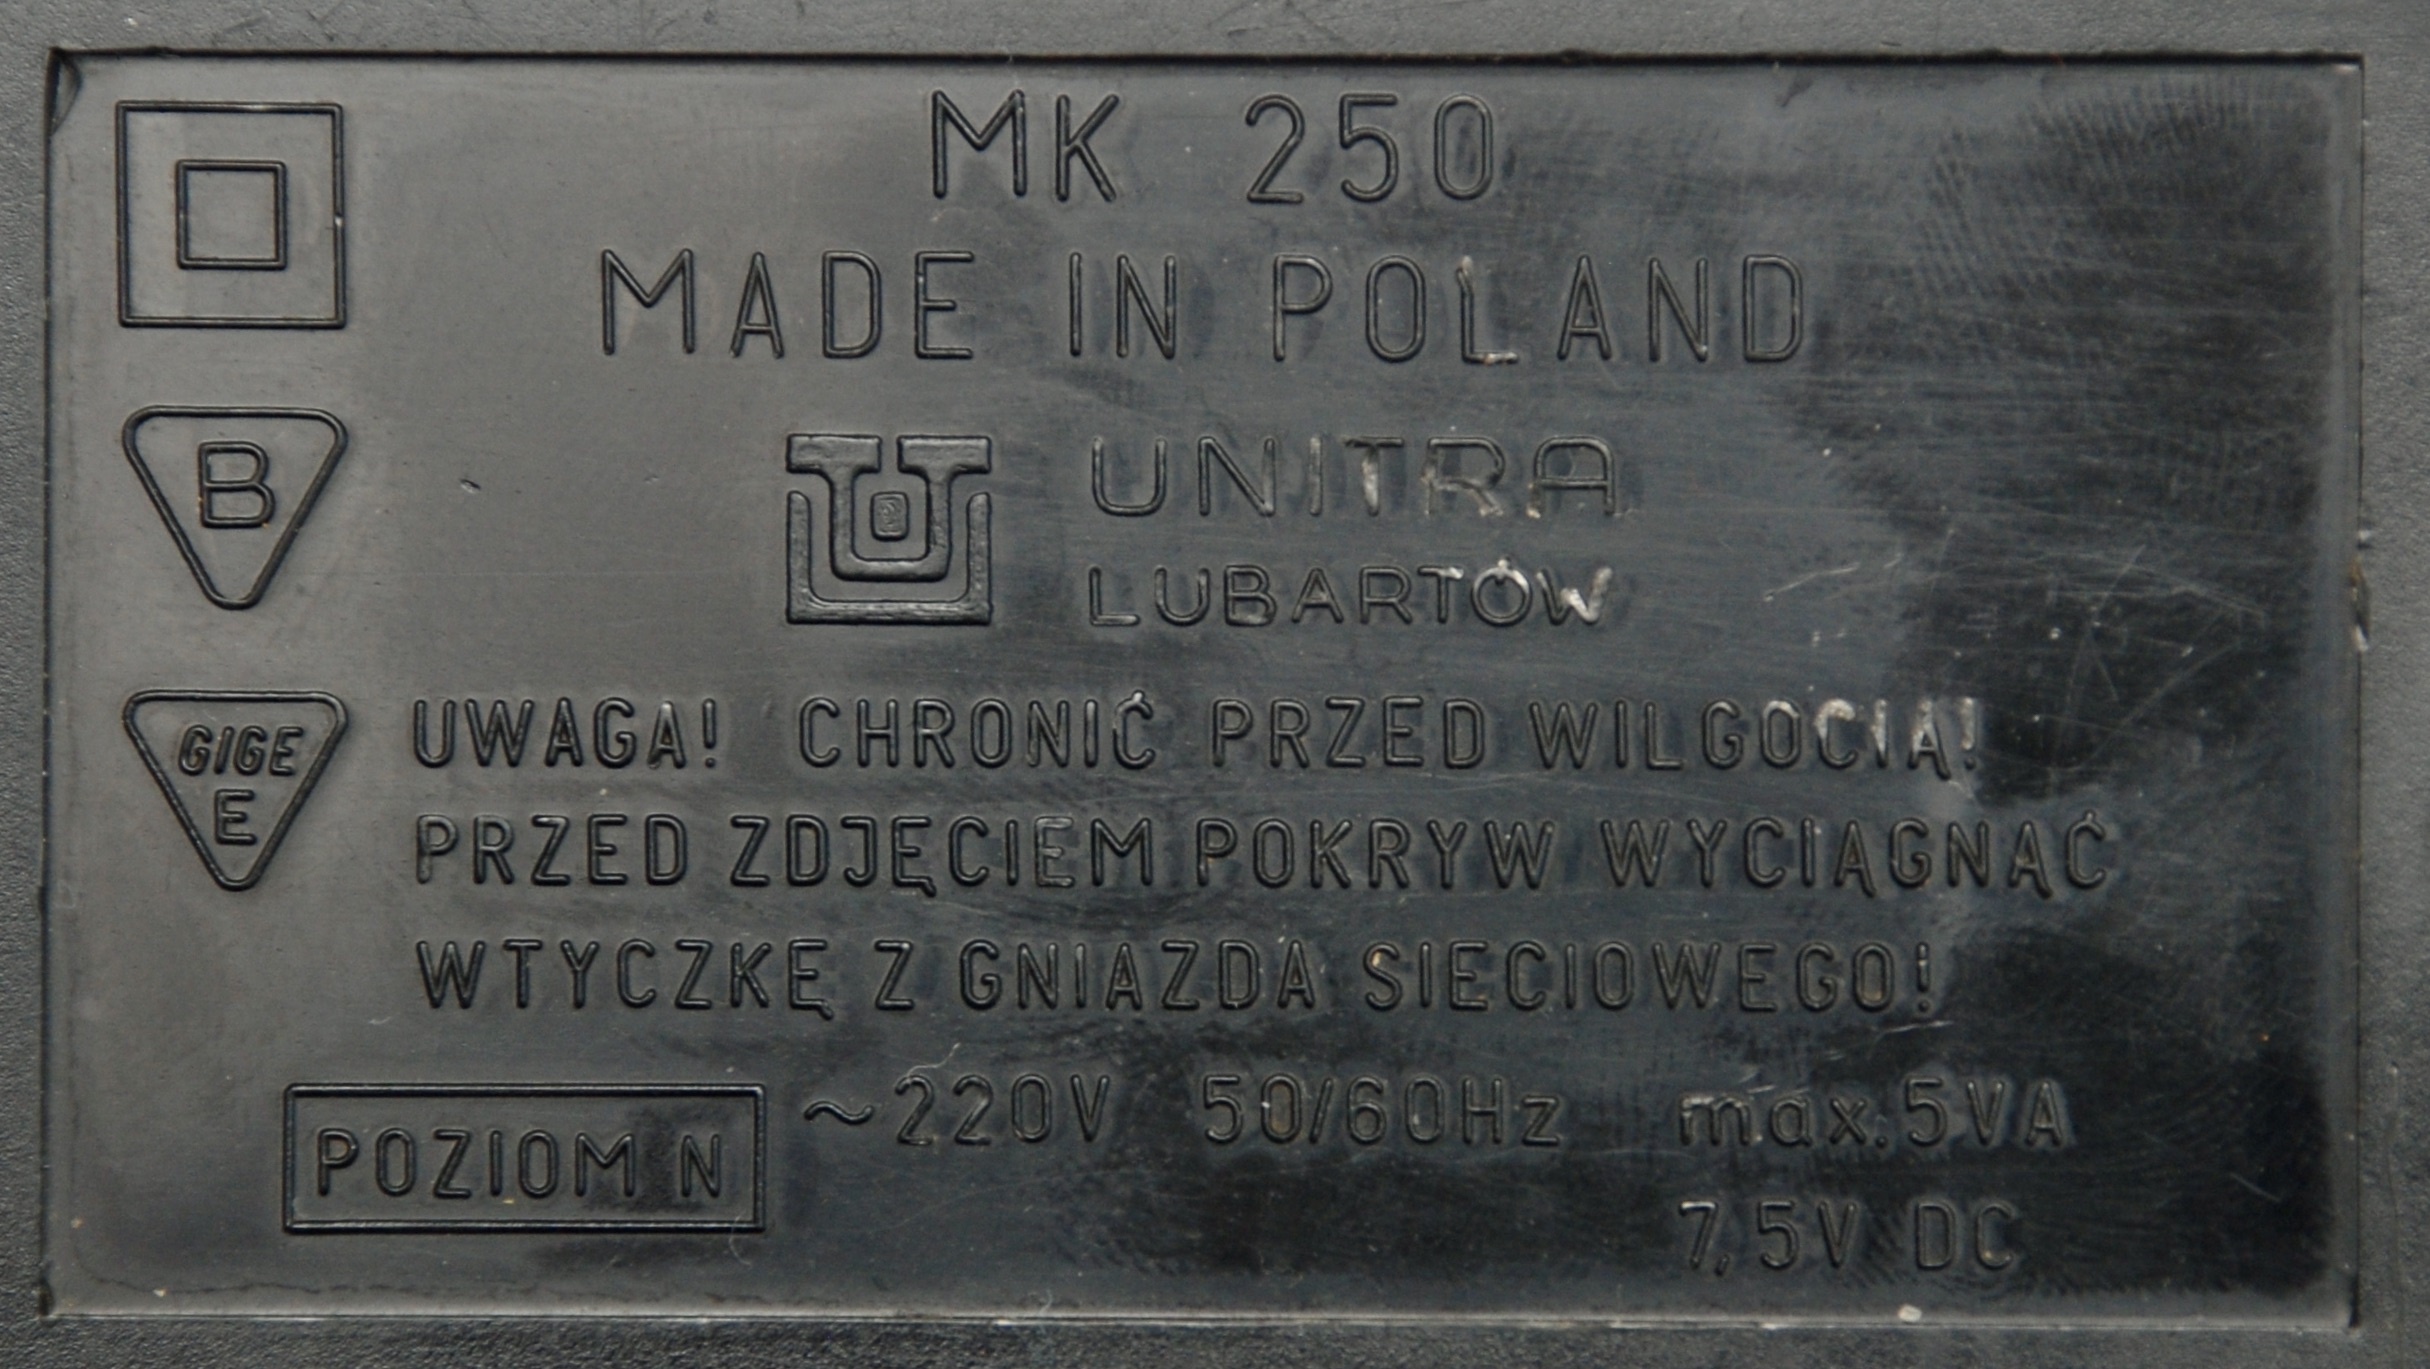 MK 250
MADE IN POLAND
B
UNITRA
LUBARTÓW
GIGE
E
UWAGA! CHRONIĆ PRZED WILGOCIĄ!
PRZED ZDJĘCIEM POKRYW WYCIĄGNĄĆ
WTYCZKĘ Z GNIAZDA SIECIOWEGO!
POZIOM N
~220V 50/60Hz max. 5VA
7,5V DC